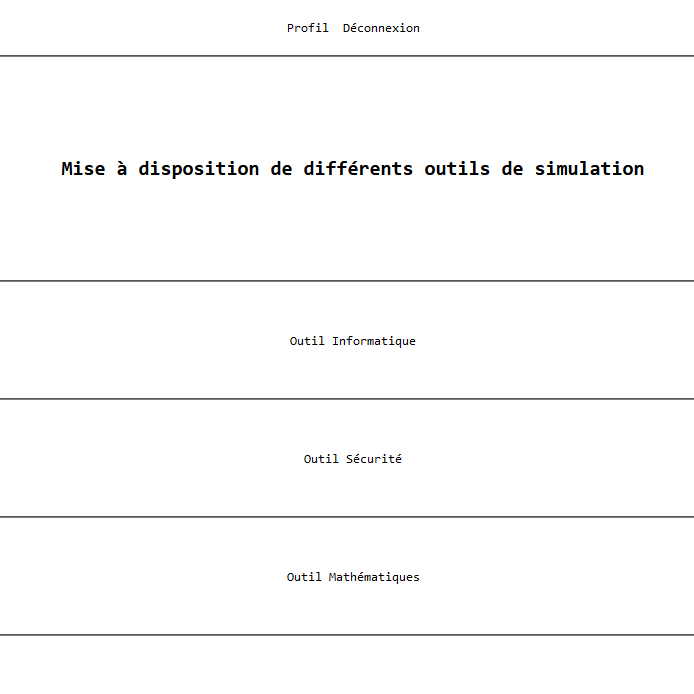 Profil  Déconnexion
Mise à disposition de différents outils de simulation
Outil Informatique
Outil Sécurité
Outil Mathématiques